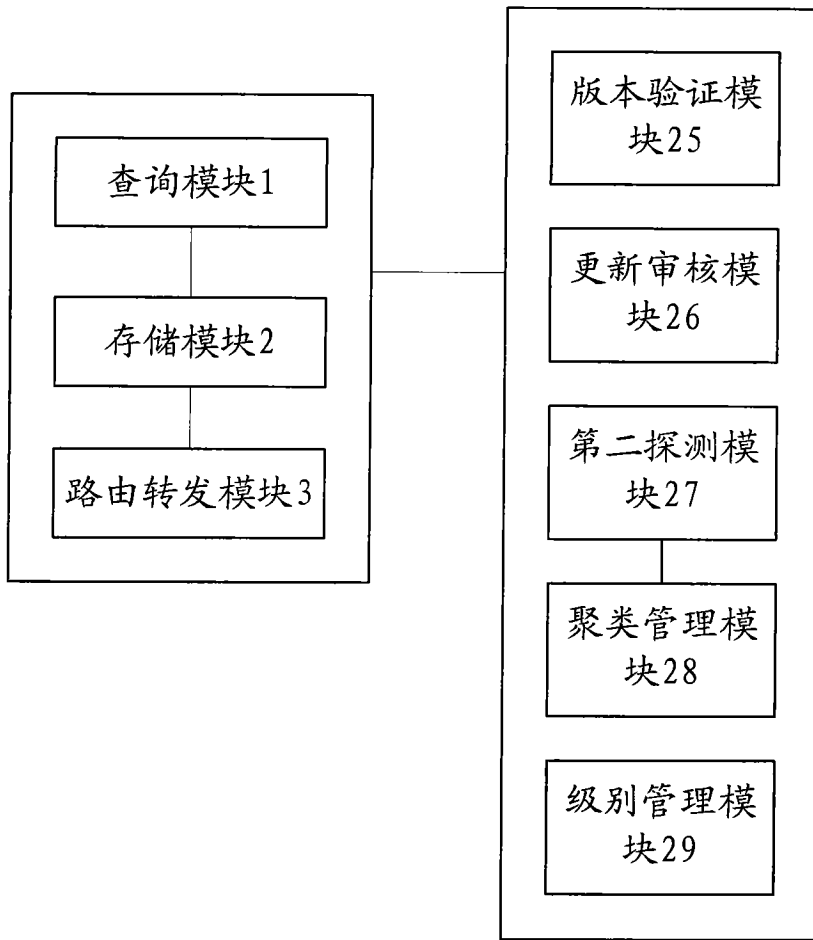 查询模块1
存储模块2
路由转发模块3
版本验证模
块25
更新审核模
块26
第二探测模
块27
聚类管理模
块28
级别管理模
块29